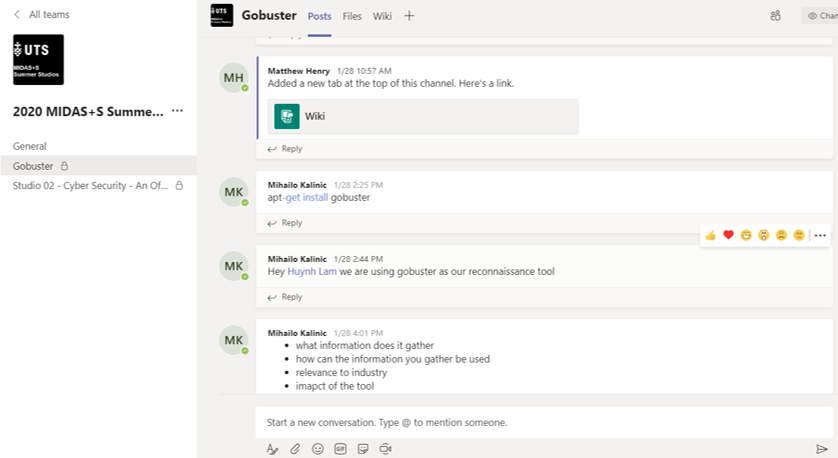 All teams
UTS
MIDAS+S
Summer Studios
2020 MIDAS+S Summe...
General
Gobuster
Studio 02 - Cyber Security - An Of...
UTS
Gobuster Posts Files Wiki
Matthew Henry 1/28 10:57 AM
Added a new tab at the top of this channel. Here's a link.
Wiki
Reply
MH
Mihailo Kalinic 1/28 2:25 PM
apt-get install gobuster
Reply
MK
Mihailo Kalinic 1/28 2:44 PM
Hey Huynh Lam we are using gobuster as our reconnaissance tool
Reply
MK
Mihailo Kalinic 1/28 4:01 PM
what information does it gather
how can the information you gather be used
relevance to industry
imapct of the tool
MK
Start a new conversation. Type @ to mention someone.
GIF